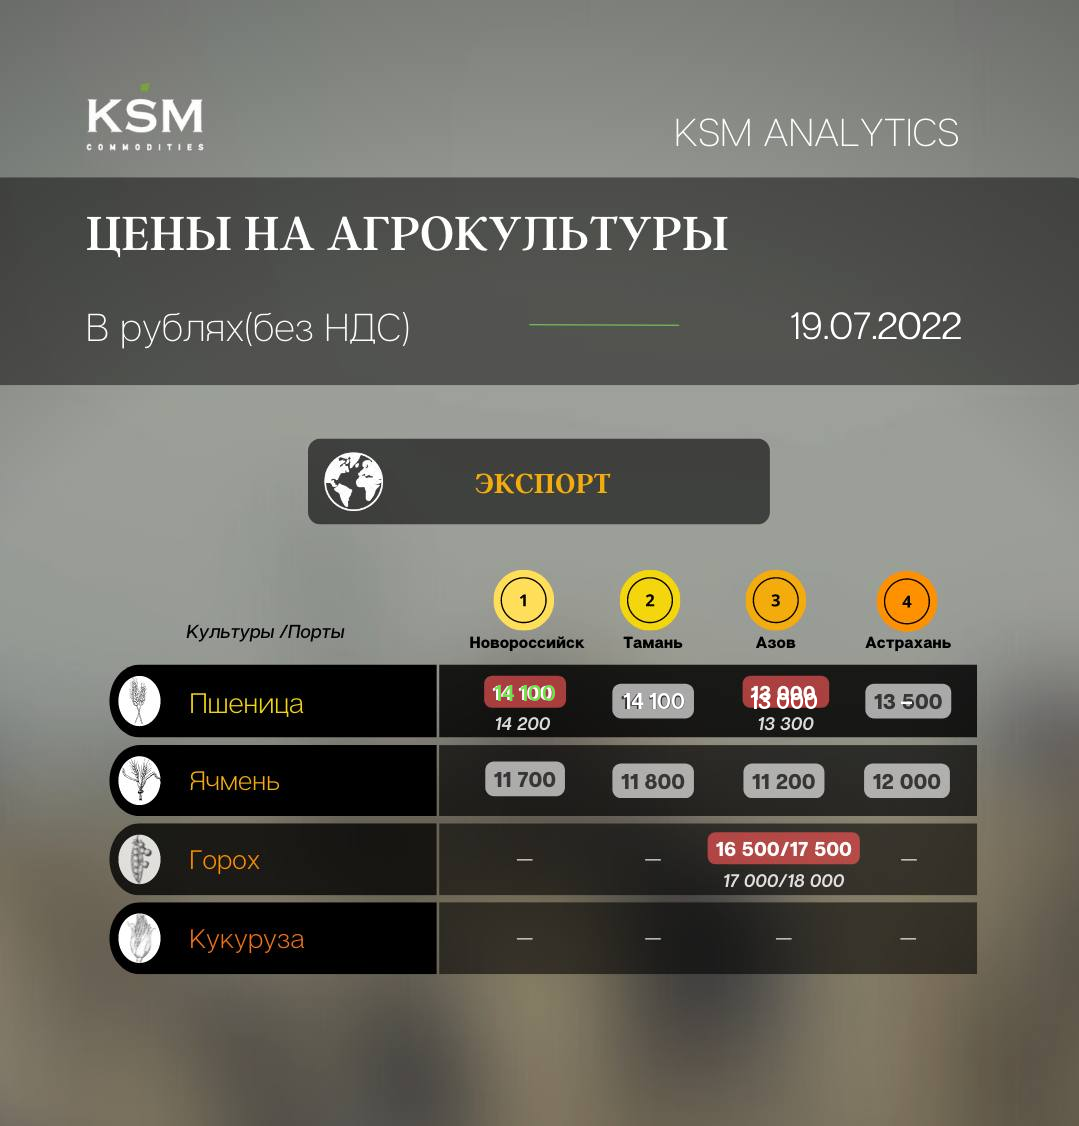 KSM
COMMODITIES
KSM ANALYTICS
ЦЕНЫ НА АГРОКУЛЬТУРЫ
В рублях(без НДС)
19.07.2022
ЭКСПОРТ
1 2 3 4
Культуры /Порты Новороссийск Тамань Азов Астрахань
Пшеница 14 100 14 100 13 000 13 500
14 200 13 300
Ячмень 11 700 11 800 11 200 12 000
Горох — — 16 500/17 500 —
17 000/18 000
Кукуруза — — — —